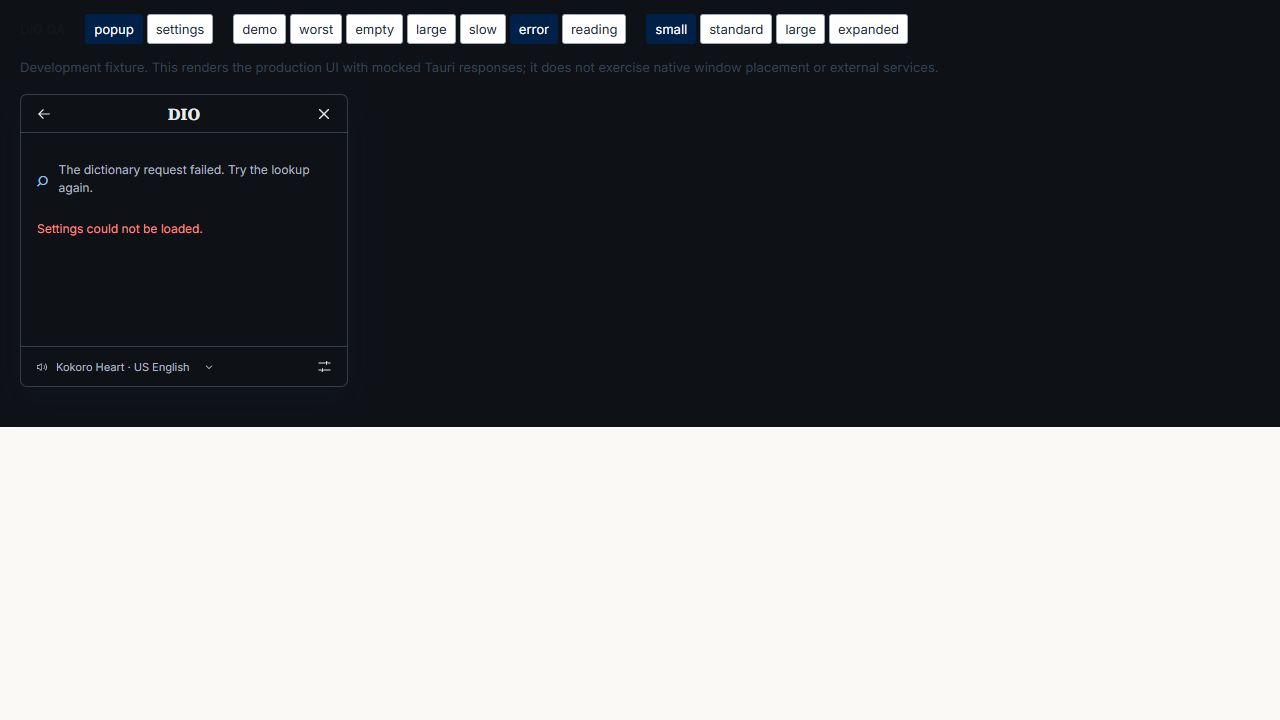 DIO QA popup settings demo worst empty large slow error reading small standard large expanded
Development fixture. This renders the production UI with mocked Tauri responses; it does not exercise native window placement or external services.
DIO
The dictionary request failed. Try the lookup
again.
Settings could not be loaded.
Kokoro Heart · US English